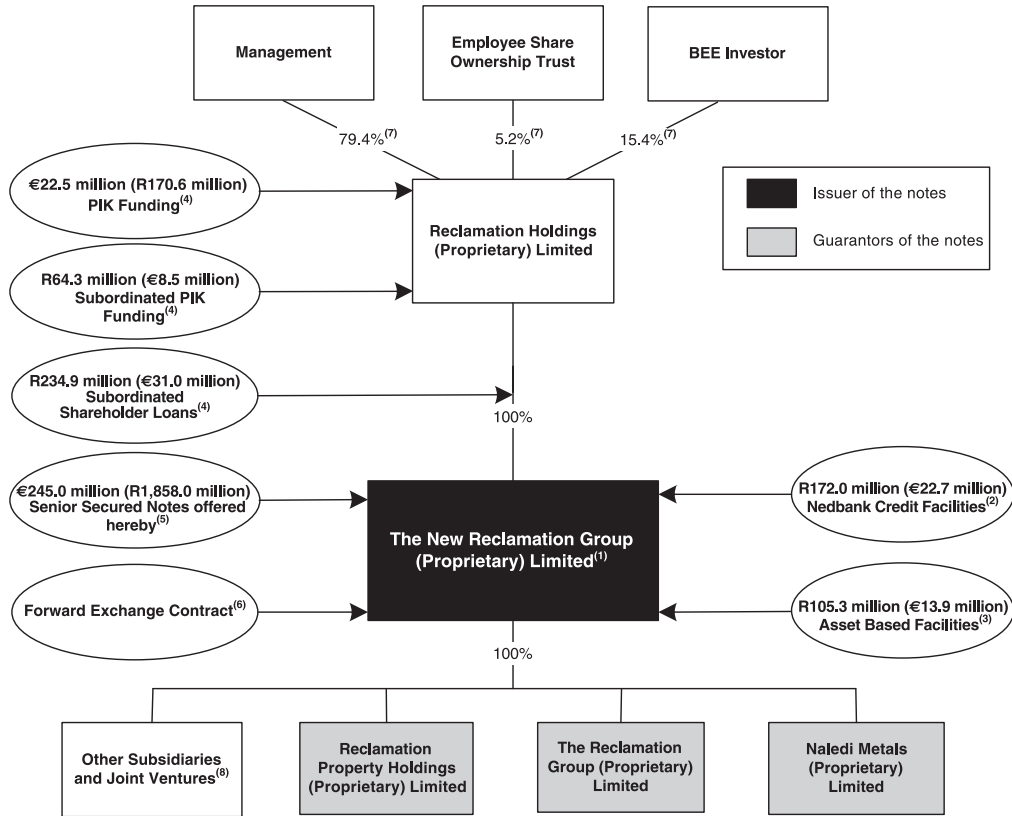 Management
Employee Share
Ownership Trust
BEE Investor
79.4%(7)
5.2%(7)
15.4%(7)
€22.5 million (R170.6 million)
PIK Funding(4)
Reclamation Holdings
(Proprietary) Limited
Issuer of the notes
Guarantors of the notes
R64.3 million (€8.5 million)
Subordinated PIK
Funding(4)
R234.9 million (€31.0 million)
Subordinated
Shareholder Loans(4)
100%
€245.0 million (R1,858.0 million)
Senior Secured Notes offered
hereby(5)
The New Reclamation Group
(Proprietary) Limited(1)
R172.0 million (€22.7 million)
Nedbank Credit Facilities(2)
Forward Exchange Contract(6)
R105.3 million (€13.9 million)
Asset Based Facilities(3)
100%
Other Subsidiaries
and Joint Ventures(8)
Reclamation
Property Holdings
(Proprietary) Limited
The Reclamation
Group (Proprietary)
Limited
Naledi Metals
(Proprietary)
Limited